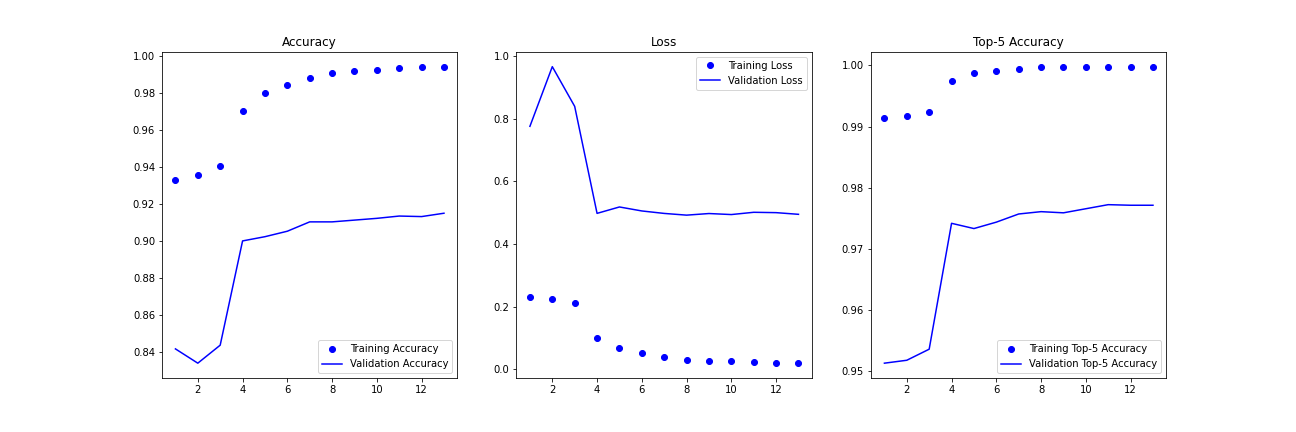 Accuracy
1.00
0.98
0.96
0.94
0.92
0.90
0.88
0.86
0.84
Training Accuracy
Validation Accuracy
2 4 6 8 10 12
Loss
1.0
0.8
0.6
0.4
0.2
0.0
Training Loss
Validation Loss
2 4 6 8 10 12
Top-5 Accuracy
1.00
0.99
0.98
0.97
0.96
0.95
Training Top-5 Accuracy
Validation Top-5 Accuracy
2 4 6 8 10 12